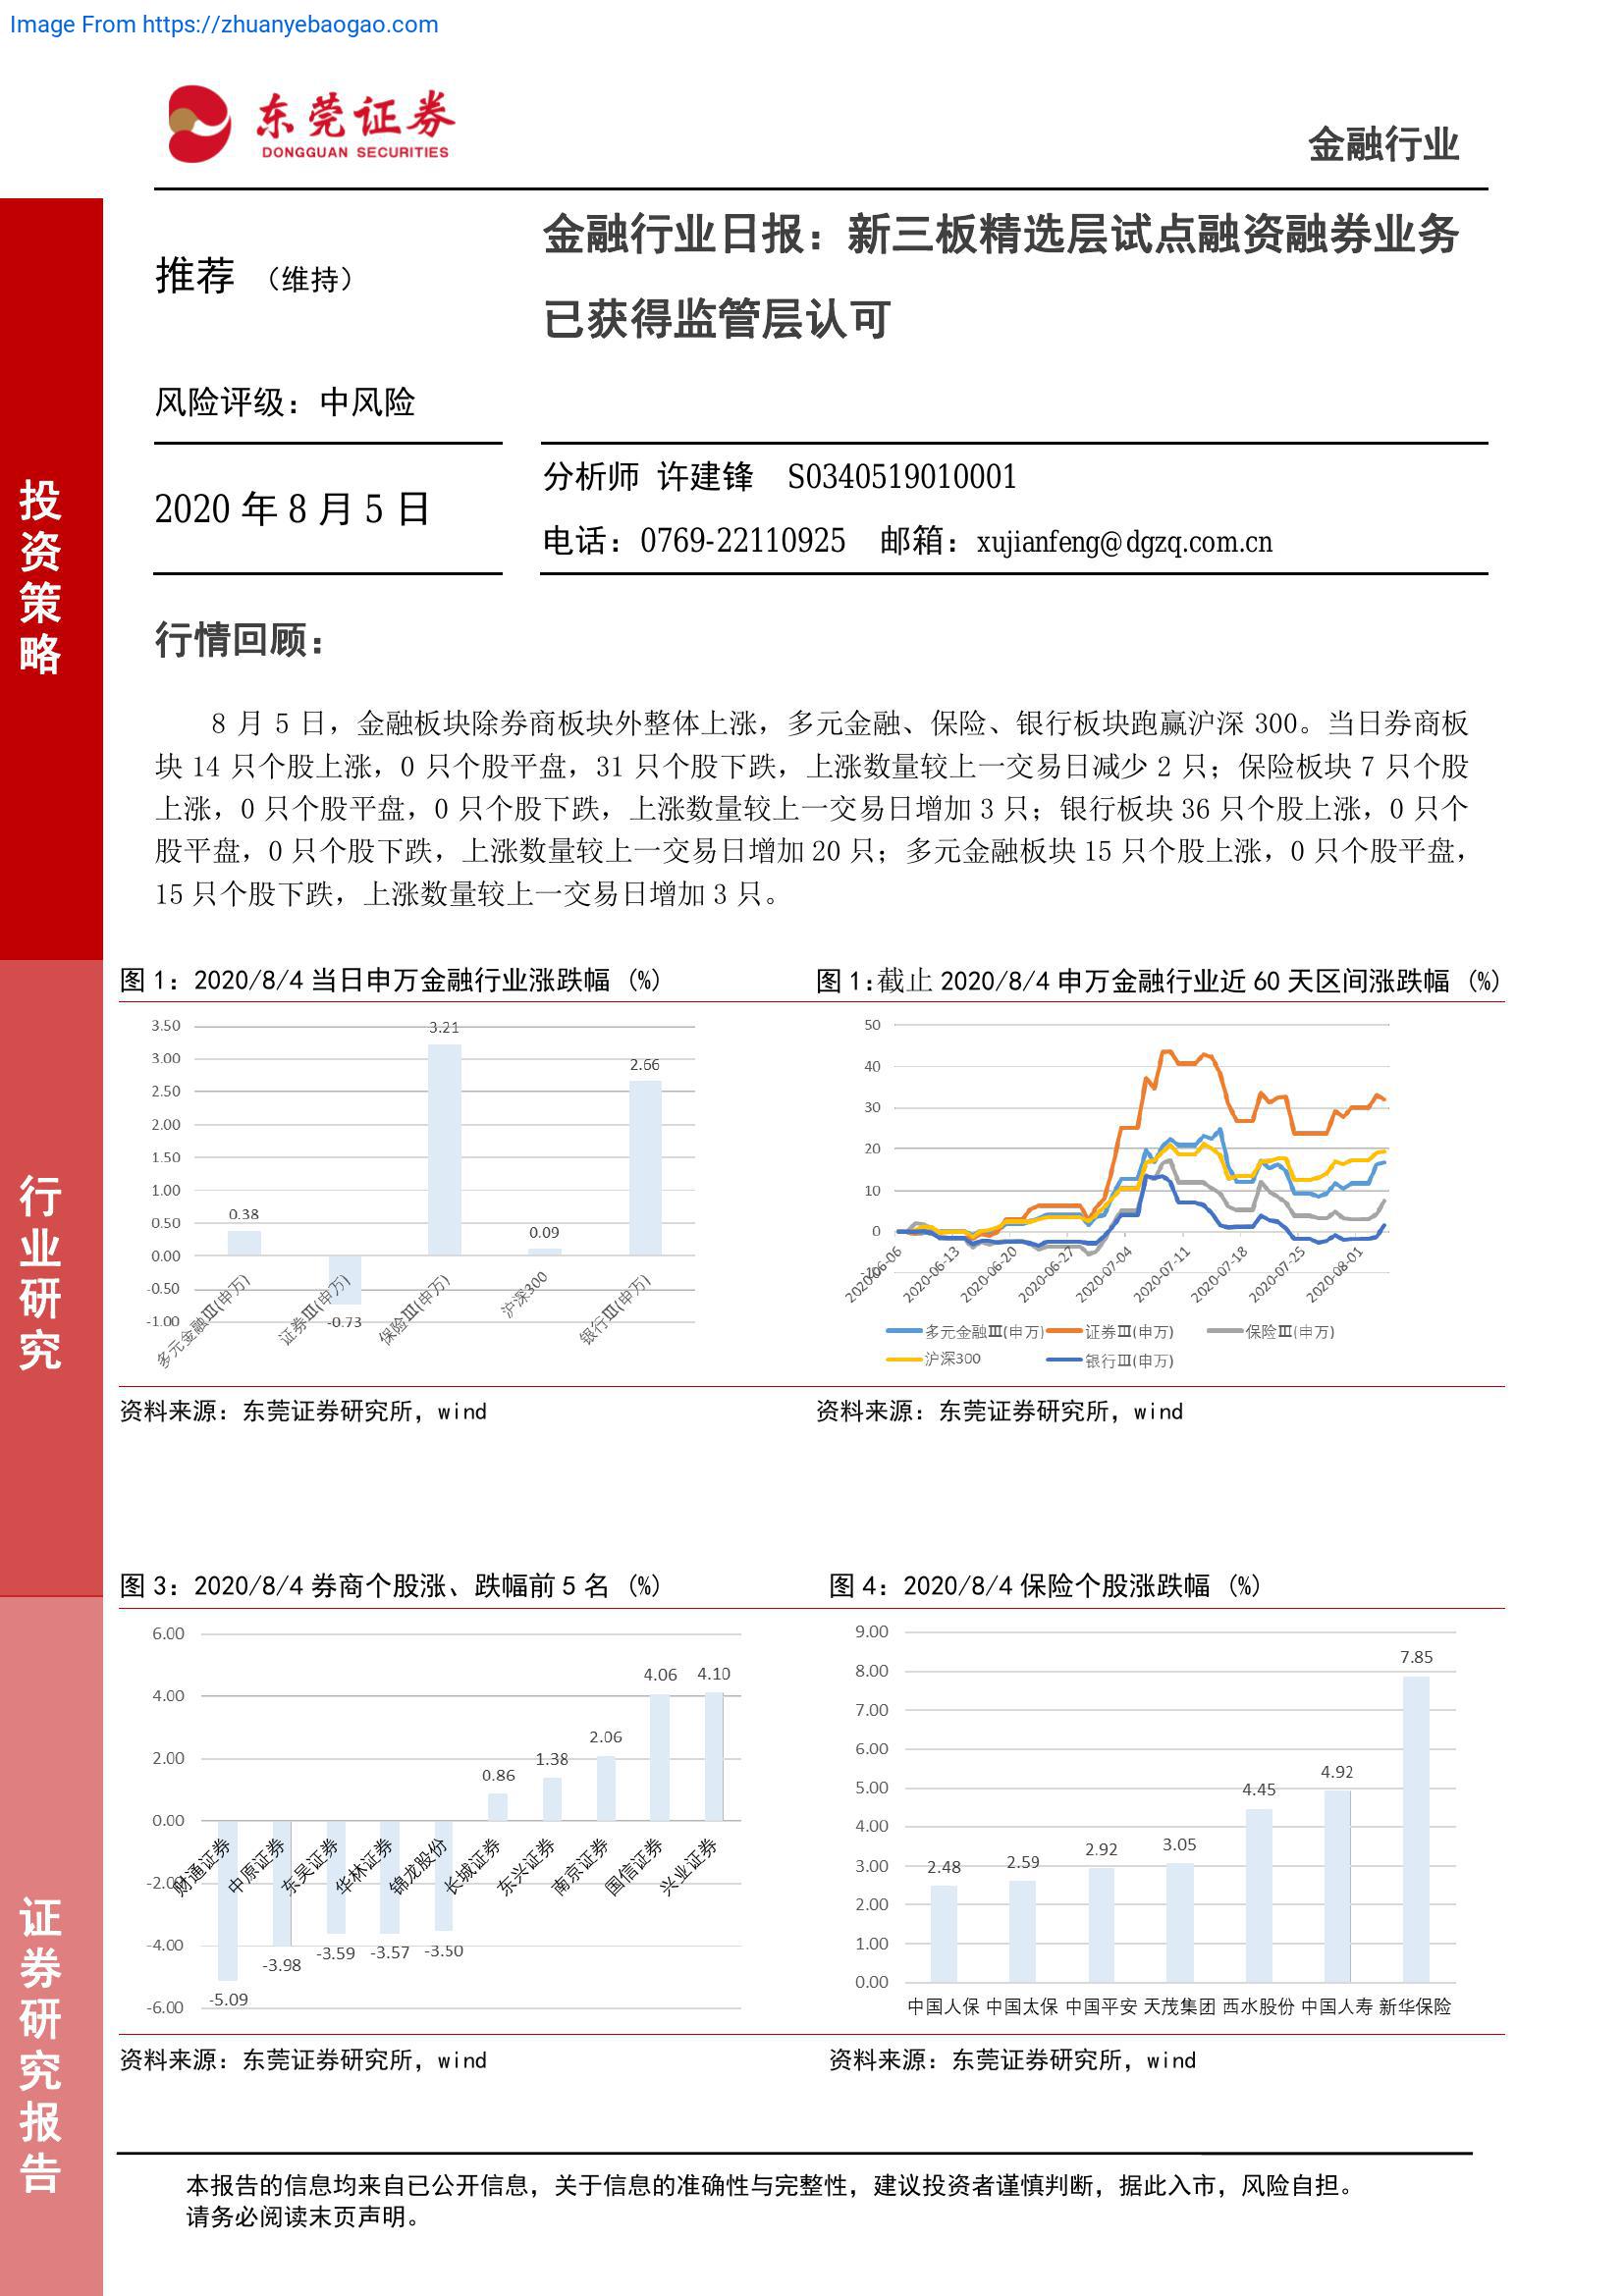 Image From https://zhuanyebaogao.com
东莞证券
DONGGUAN SECURITIES
金融行业
投资策略
行业研究
证券研究报告
推荐 （维持）
金融行业日报：新三板精选层试点融资融券业务
已获得监管层认可
风险评级：中风险
2020 年 8 月 5 日
分析师 许建锋 S0340519010001
电话：0769-22110925 邮箱：xujianfeng@dgzq.com.cn
行情回顾：
8 月 5 日，金融板块除券商板块外整体上涨，多元金融、保险、银行板块跑赢沪深 300。当日券商板
块 14 只个股上涨，0 只个股平盘，31 只个股下跌，上涨数量较上一交易日减少 2 只；保险板块 7 只个股
上涨，0 只个股平盘，0 只个股下跌，上涨数量较上一交易日增加 3 只；银行板块 36 只个股上涨，0 只个
股平盘，0 只个股下跌，上涨数量较上一交易日增加 20 只；多元金融板块 15 只个股上涨，0 只个股平盘，
15 只个股下跌，上涨数量较上一交易日增加 3 只。
图 1：2020/8/4 当日申万金融行业涨跌幅 (%)
3.50
3.00
2.50
2.00
1.50
1.00
0.50
0.00
-0.50
-1.00
0.38
-0.73
3.21
0.09
2.66
多元金融Ⅲ(申万)
证券Ⅲ(申万)
保险Ⅲ(申万)
沪深300
银行Ⅲ(申万)
资料来源：东莞证券研究所，wind
图 1:截止 2020/8/4 申万金融行业近 60 天区间涨跌幅 (%)
50
40
30
20
10
0
-10
2020-06-06
2020-06-13
2020-06-20
2020-06-27
2020-07-04
2020-07-11
2020-07-18
2020-07-25
2020-08-01
多元金融Ⅲ(申万) 证券Ⅲ(申万) 保险Ⅲ(申万)
沪深300 银行Ⅲ(申万)
资料来源：东莞证券研究所，wind
图 3：2020/8/4 券商个股涨、跌幅前 5 名 (%)
6.00
4.00
2.00
0.00
-2.00
-4.00
-6.00
-5.09
-3.98
-3.59
-3.57
-3.50
0.86
1.38
2.06
4.06
4.10
财通证券
中原证券
东吴证券
华林证券
锦龙股份
长城证券
东兴证券
南京证券
国信证券
兴业证券
资料来源：东莞证券研究所，wind
图 4：2020/8/4 保险个股涨跌幅 (%)
9.00
8.00
7.00
6.00
5.00
4.00
3.00
2.00
1.00
0.00
2.48
2.59
2.92
3.05
4.45
4.92
7.85
中国人保 中国太保 中国平安 天茂集团 西水股份 中国人寿 新华保险
资料来源：东莞证券研究所，wind
本报告的信息均来自已公开信息，关于信息的准确性与完整性，建议投资者谨慎判断，据此入市，风险自担。
请务必阅读末页声明。